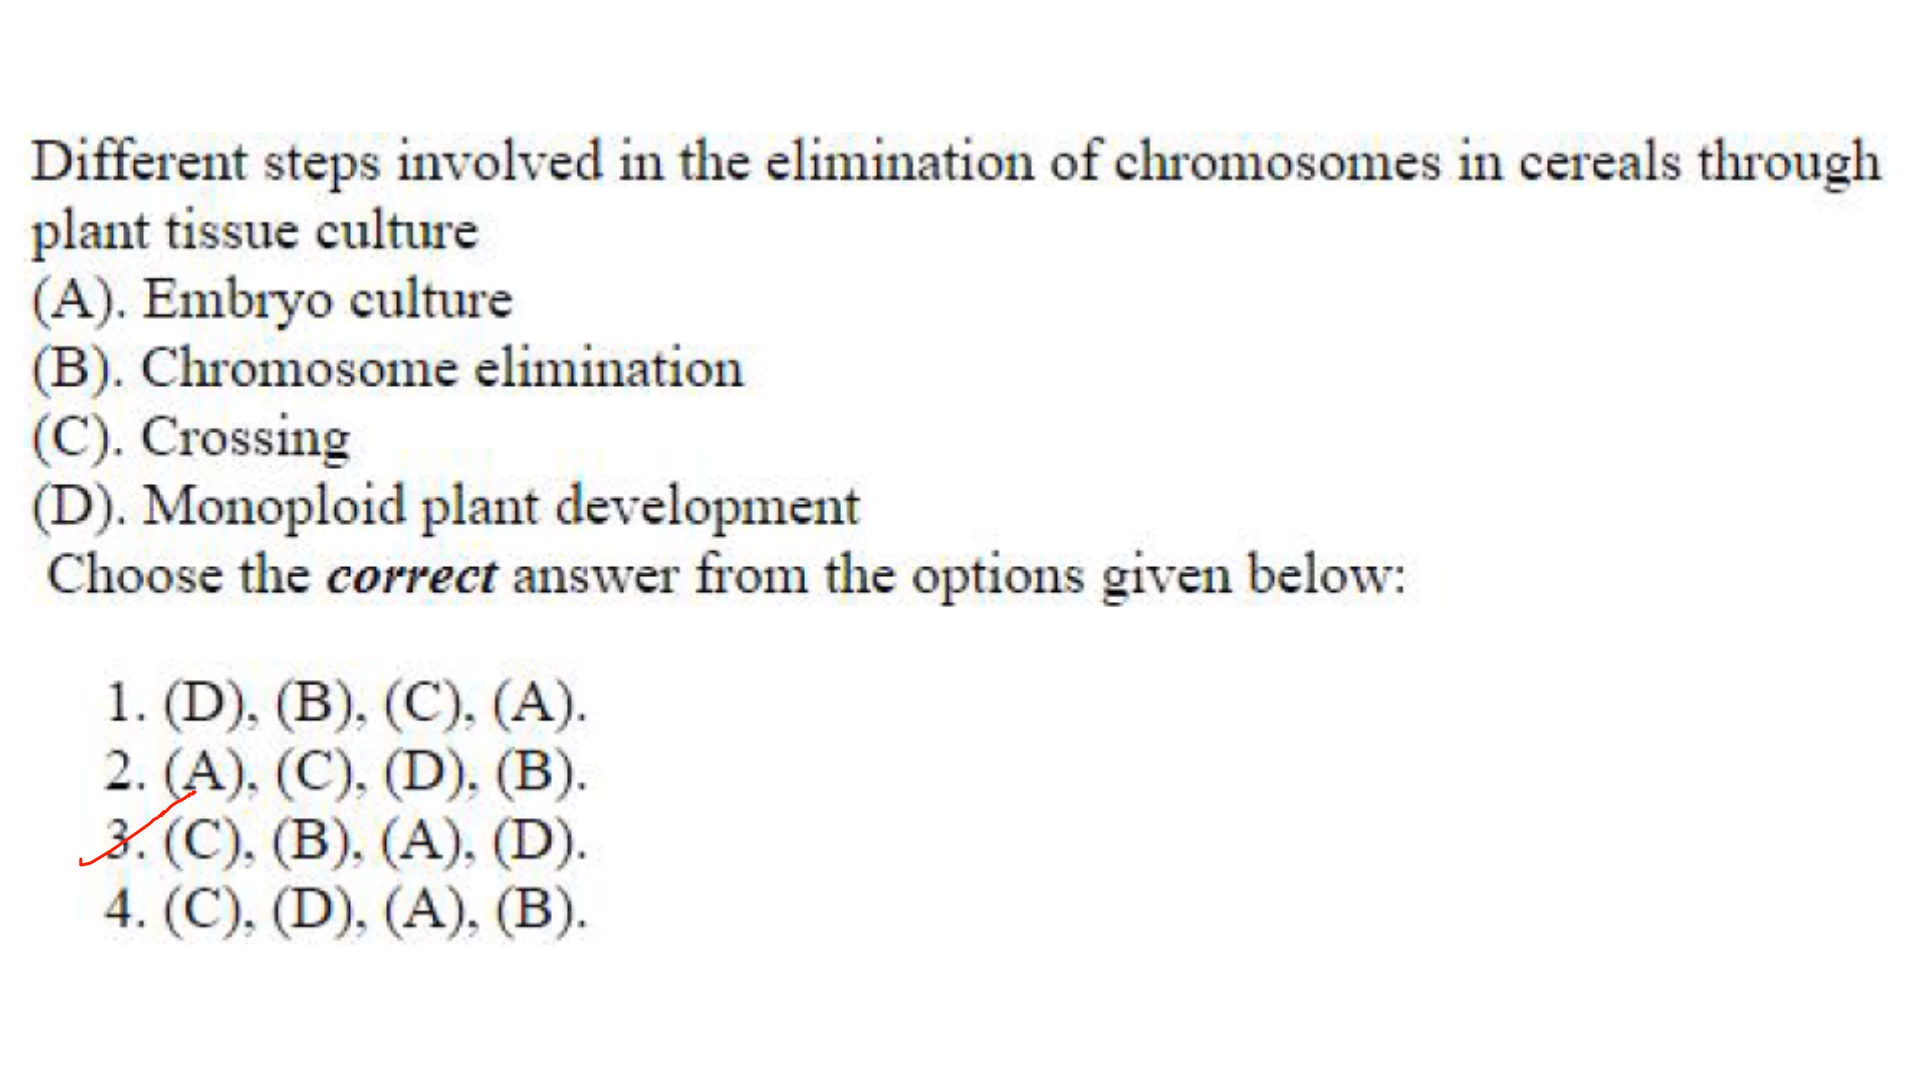 Different steps involved in the elimination of chromosomes in cereals through
plant tissue culture
(A). Embryo culture
(B). Chromosome elimination
(C). Crossing
(D). Monoploid plant development
Choose the correct answer from the options given below:
1. (D), (B), (C), (A).
2. (A), (C), (D), (B).
3. (C), (B), (A), (D).
4. (C), (D), (A), (B).